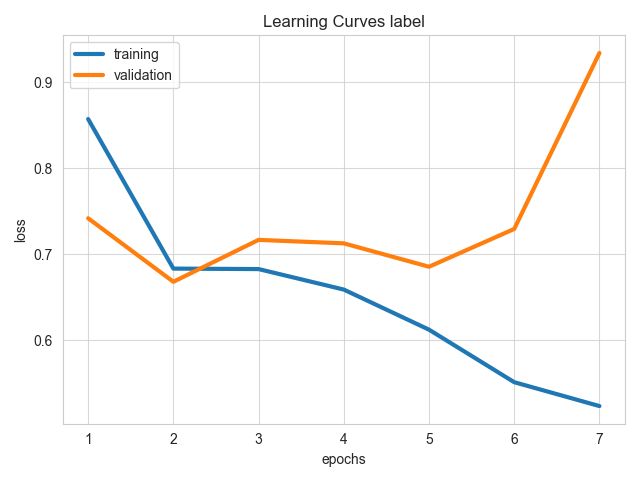 Learning Curves label
training
validation
0.9
0.8
0.7
0.6
loss
1 2 3 4 5 6 7
epochs